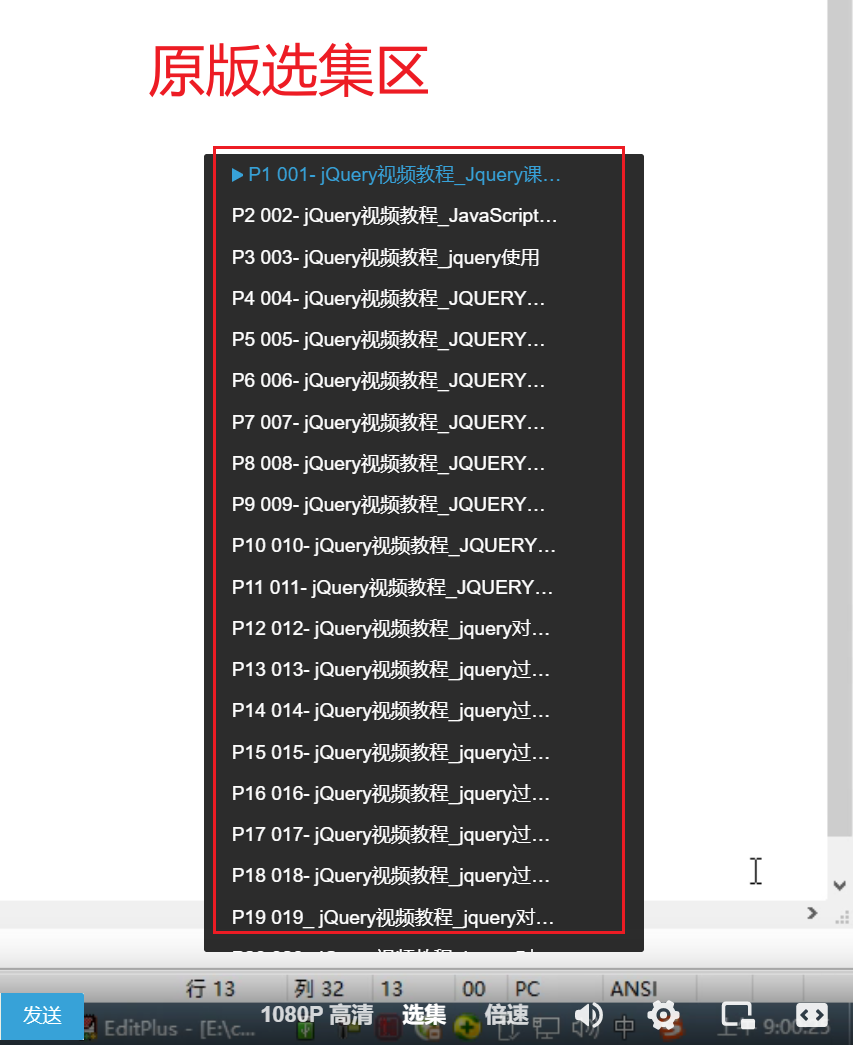 原版选集区
P1 001- jQuery视频教程_Jquery课…
P2 002- jQuery视频教程_JavaScript…
P3 003- jQuery视频教程_jquery使用
P4 004- jQuery视频教程_JQUERY…
P5 005- jQuery视频教程_JQUERY…
P6 006- jQuery视频教程_JQUERY…
P7 007- jQuery视频教程_JQUERY…
P8 008- jQuery视频教程_JQUERY…
P9 009- jQuery视频教程_JQUERY…
P10 010- jQuery视频教程_JQUERY…
P11 011- jQuery视频教程_JQUERY…
P12 012- jQuery视频教程_jquery对…
P13 013- jQuery视频教程_jquery过…
P14 014- jQuery视频教程_jquery过…
P15 015- jQuery视频教程_jquery过…
P16 016- jQuery视频教程_jquery过…
P17 017- jQuery视频教程_jquery过…
P18 018- jQuery视频教程_jquery过…
P19 019_ jQuery视频教程_jquery对…
行 13 列 32 13 00 PC ANSI
发送 1080P 高清 选集 倍速
EditPlus - [E:\c... 中